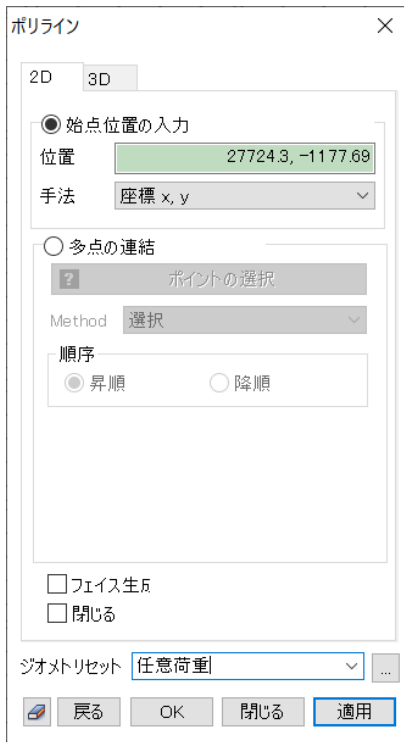 ポリライン
2D 3D
始点位置の入力
位置 27724.3, -1177.69
手法 座標 x, y
多点の連結
? ポイントの選択
Method 選択
順序
昇順 降順
フェイス生成
閉じる
ジオメトリセット 任意荷重 ...
戻る OK 閉じる 適用